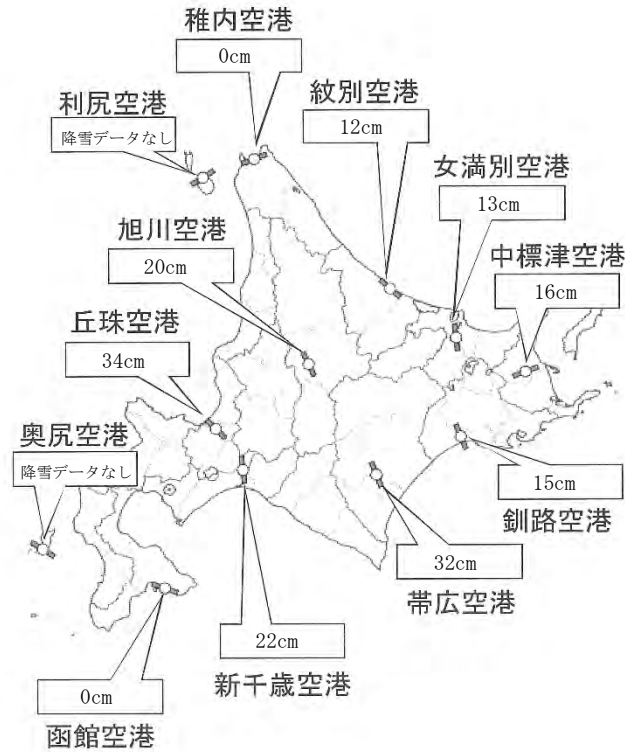 稚内空港
0cm
利尻空港
降雪データなし
紋別空港
12cm
女満別空港
13cm
旭川空港
20cm
中標津空港
16cm
丘珠空港
34cm
奥尻空港
降雪データなし
15cm
釧路空港
32cm
帯広空港
22cm
新千歳空港
0cm
函館空港